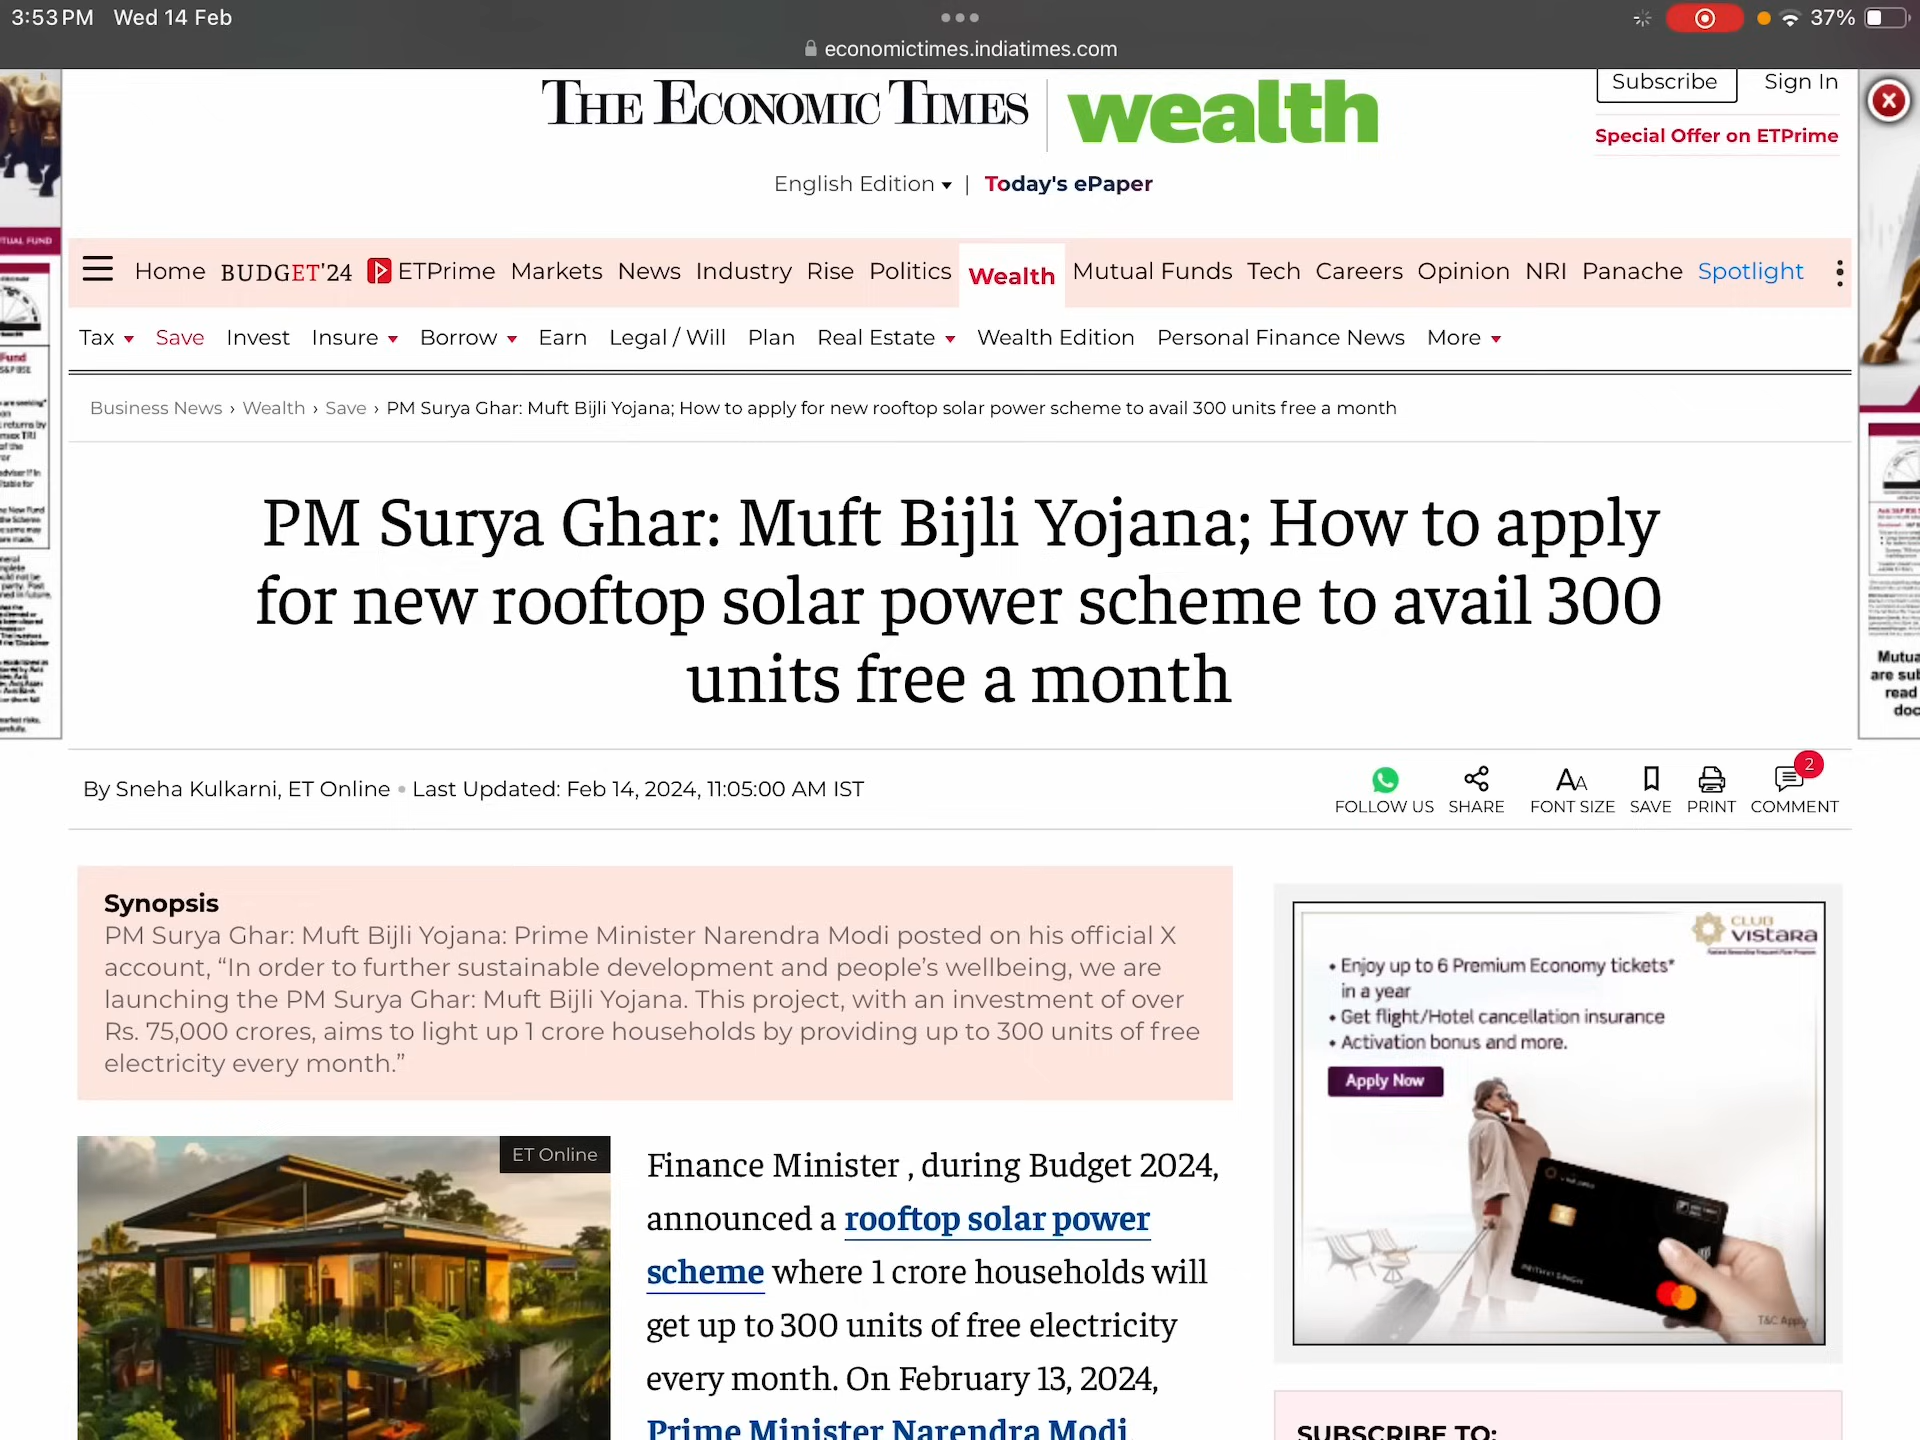 3:53 PM Wed 14 Feb
37%
economictimes.indiatimes.com
THE ECONOMIC TIMES wealth
Subscribe Sign In
Special Offer on ETPrime
English Edition | Today's ePaper
Home BUDGET'24 ETPrime Markets News Industry Rise Politics Wealth Mutual Funds Tech Careers Opinion NRI Panache Spotlight
Tax Save Invest Insure Borrow Earn Legal / Will Plan Real Estate Wealth Edition Personal Finance News More
Business News › Wealth › Save › PM Surya Ghar: Muft Bijli Yojana; How to apply for new rooftop solar power scheme to avail 300 units free a month
PM Surya Ghar: Muft Bijli Yojana; How to apply
for new rooftop solar power scheme to avail 300
units free a month
By Sneha Kulkarni, ET Online • Last Updated: Feb 14, 2024, 11:05:00 AM IST
FOLLOW US SHARE FONT SIZE SAVE PRINT COMMENT
2
Synopsis
PM Surya Ghar: Muft Bijli Yojana: Prime Minister Narendra Modi posted on his official X
account, “In order to further sustainable development and people’s wellbeing, we are
launching the PM Surya Ghar: Muft Bijli Yojana. This project, with an investment of over
Rs. 75,000 crores, aims to light up 1 crore households by providing up to 300 units of free
electricity every month.”
ET Online
Finance Minister , during Budget 2024,
announced a rooftop solar power
scheme where 1 crore households will
get up to 300 units of free electricity
every month. On February 13, 2024,
Prime Minister Narendra Modi
CLUB
vistara
• Enjoy up to 6 Premium Economy tickets*
in a year
• Get flight/Hotel cancellation insurance
• Activation bonus and more.
Apply Now
T&C Apply
SUBSCRIBE TO:
TUAL FUND
Fund
Mutua
are sub
read
doc